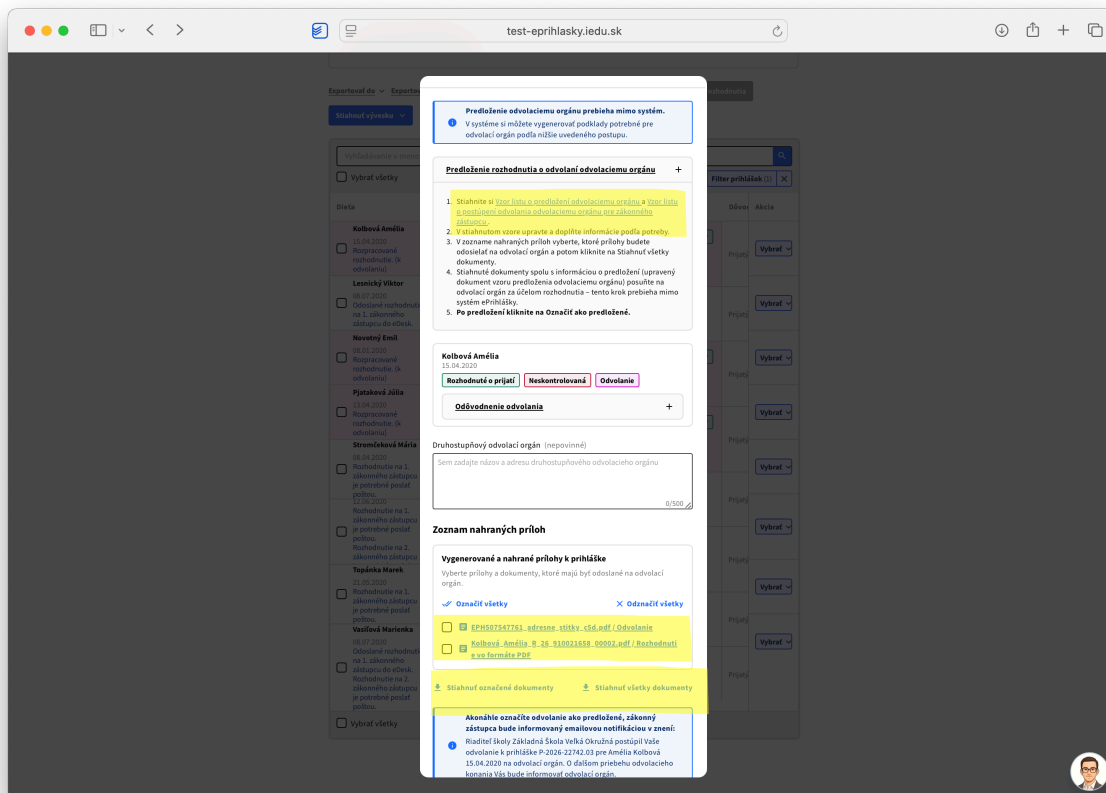 test-eprihlasky.iedu.sk
Exportovať do
Stiahnuť vývesku
Vybrať všetky
Filter prihlášok (1)
Dieťa
Akcia
Predloženie odvolaciemu orgánu prebieha mimo systém.
V systéme si môžete vygenerovať podklady potrebné pre
odvolací orgán podľa nižšie uvedeného postupu.
Predloženie rozhodnutia o odvolaní odvolaciemu orgánu
1. Stiahnite si Vzor listu o predložení odvolaciemu orgánu a Vzor listu
o postúpení odvolania odvolaciemu orgánu pre zákonného
zástupcu.
2. V stiahnutom vzore upravte a doplňte informácie podľa potreby.
3. V zozname nahraných príloh vyberte, ktoré prílohy budete
odosielať na odvolací orgán a potom kliknite na Stiahnuť všetky
dokumenty.
4. Stiahnuté dokumenty spolu s informáciou o predložení (upravený
dokument vzoru predloženia odvolaciemu orgánu) posuňte na
odvolací orgán za účelom rozhodnutia – tento krok prebieha mimo
systém ePrihlášky.
5. Po predložení kliknite na Označiť ako predložené.
Kolbová Amélia
15.04.2020
Rozhodnuté o prijatí Neskontrolovaná Odvolanie
Odôvodnenie odvolania
Druhostupňový odvolací orgán (nepovinné)
Sem zadajte názov a adresu druhostupňového odvolacieho orgánu
0/500
Zoznam nahraných príloh
Vygenerované a nahrané prílohy k prihláške
Vyberte prílohy a dokumenty, ktoré majú byť odoslané na odvolací
orgán.
Označiť všetky Odznačiť všetky
EPH507547761_adresne_stitky_c5d.pdf / Odvolanie
Kolbová_Amélia_R_26_910021658_00002.pdf / Rozhodnuti
e vo formáte PDF
Stiahnuť označené dokumenty Stiahnuť všetky dokumenty
Akonáhle označíte odvolanie ako predložené, zákonný
zástupca bude informovaný emailovou notifikáciou v znení:
Riaditeľ školy Základná Škola Veľká Okružná postúpil Vaše
odvolanie k prihláške P-2026-22742.03 pre Amélia Kolbová
15.04.2020 na odvolací orgán. O ďalšom priebehu odvolacieho
konania Vás bude informovať odvolací orgán.
Kolbová Amélia
15.04.2020
Rozpracované
rozhodnutie. (k
odvolaniu)
Vybrať
Lesnický Viktor
08.07.2020
Odoslané rozhodnuti
na 1. zákonného
zástupcu do eDesk.
Vybrať
Novotný Emil
08.01.2020
Rozpracované
rozhodnutie. (k
odvolaniu)
Vybrať
Pjataková Júlia
13.04.2020
Rozpracované
rozhodnutie. (k
odvolaniu)
Vybrať
Stromčeková Mária
08.04.2020
Rozhodnutie na 1.
zákonného zástupcu
je potrebné poslať
poštou.
Vybrať
12.06.2020
Rozhodnutie na 1.
zákonného zástupcu
je potrebné poslať
poštou.
Rozhodnutie na 2.
zákonného zástupcu
Vybrať
Topánka Marek
21.05.2020
Rozhodnutie na 1.
zákonného zástupcu
je potrebné poslať
poštou.
Vybrať
Vasiľová Marienka
08.07.2020
Odoslané rozhodnuti
na 1. zákonného
zástupcu do eDesk.
Rozhodnutie na 2.
zákonného zástupcu
je potrebné poslať
poštou.
Vybrať
Vybrať všetky